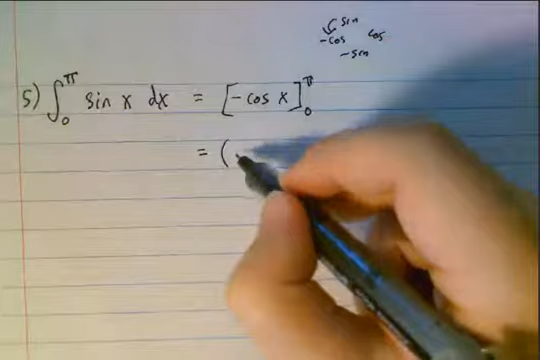 sin
-cos cos
-sin
5) ∫₀^π sin x dx = [-cos x]₀^π
= (